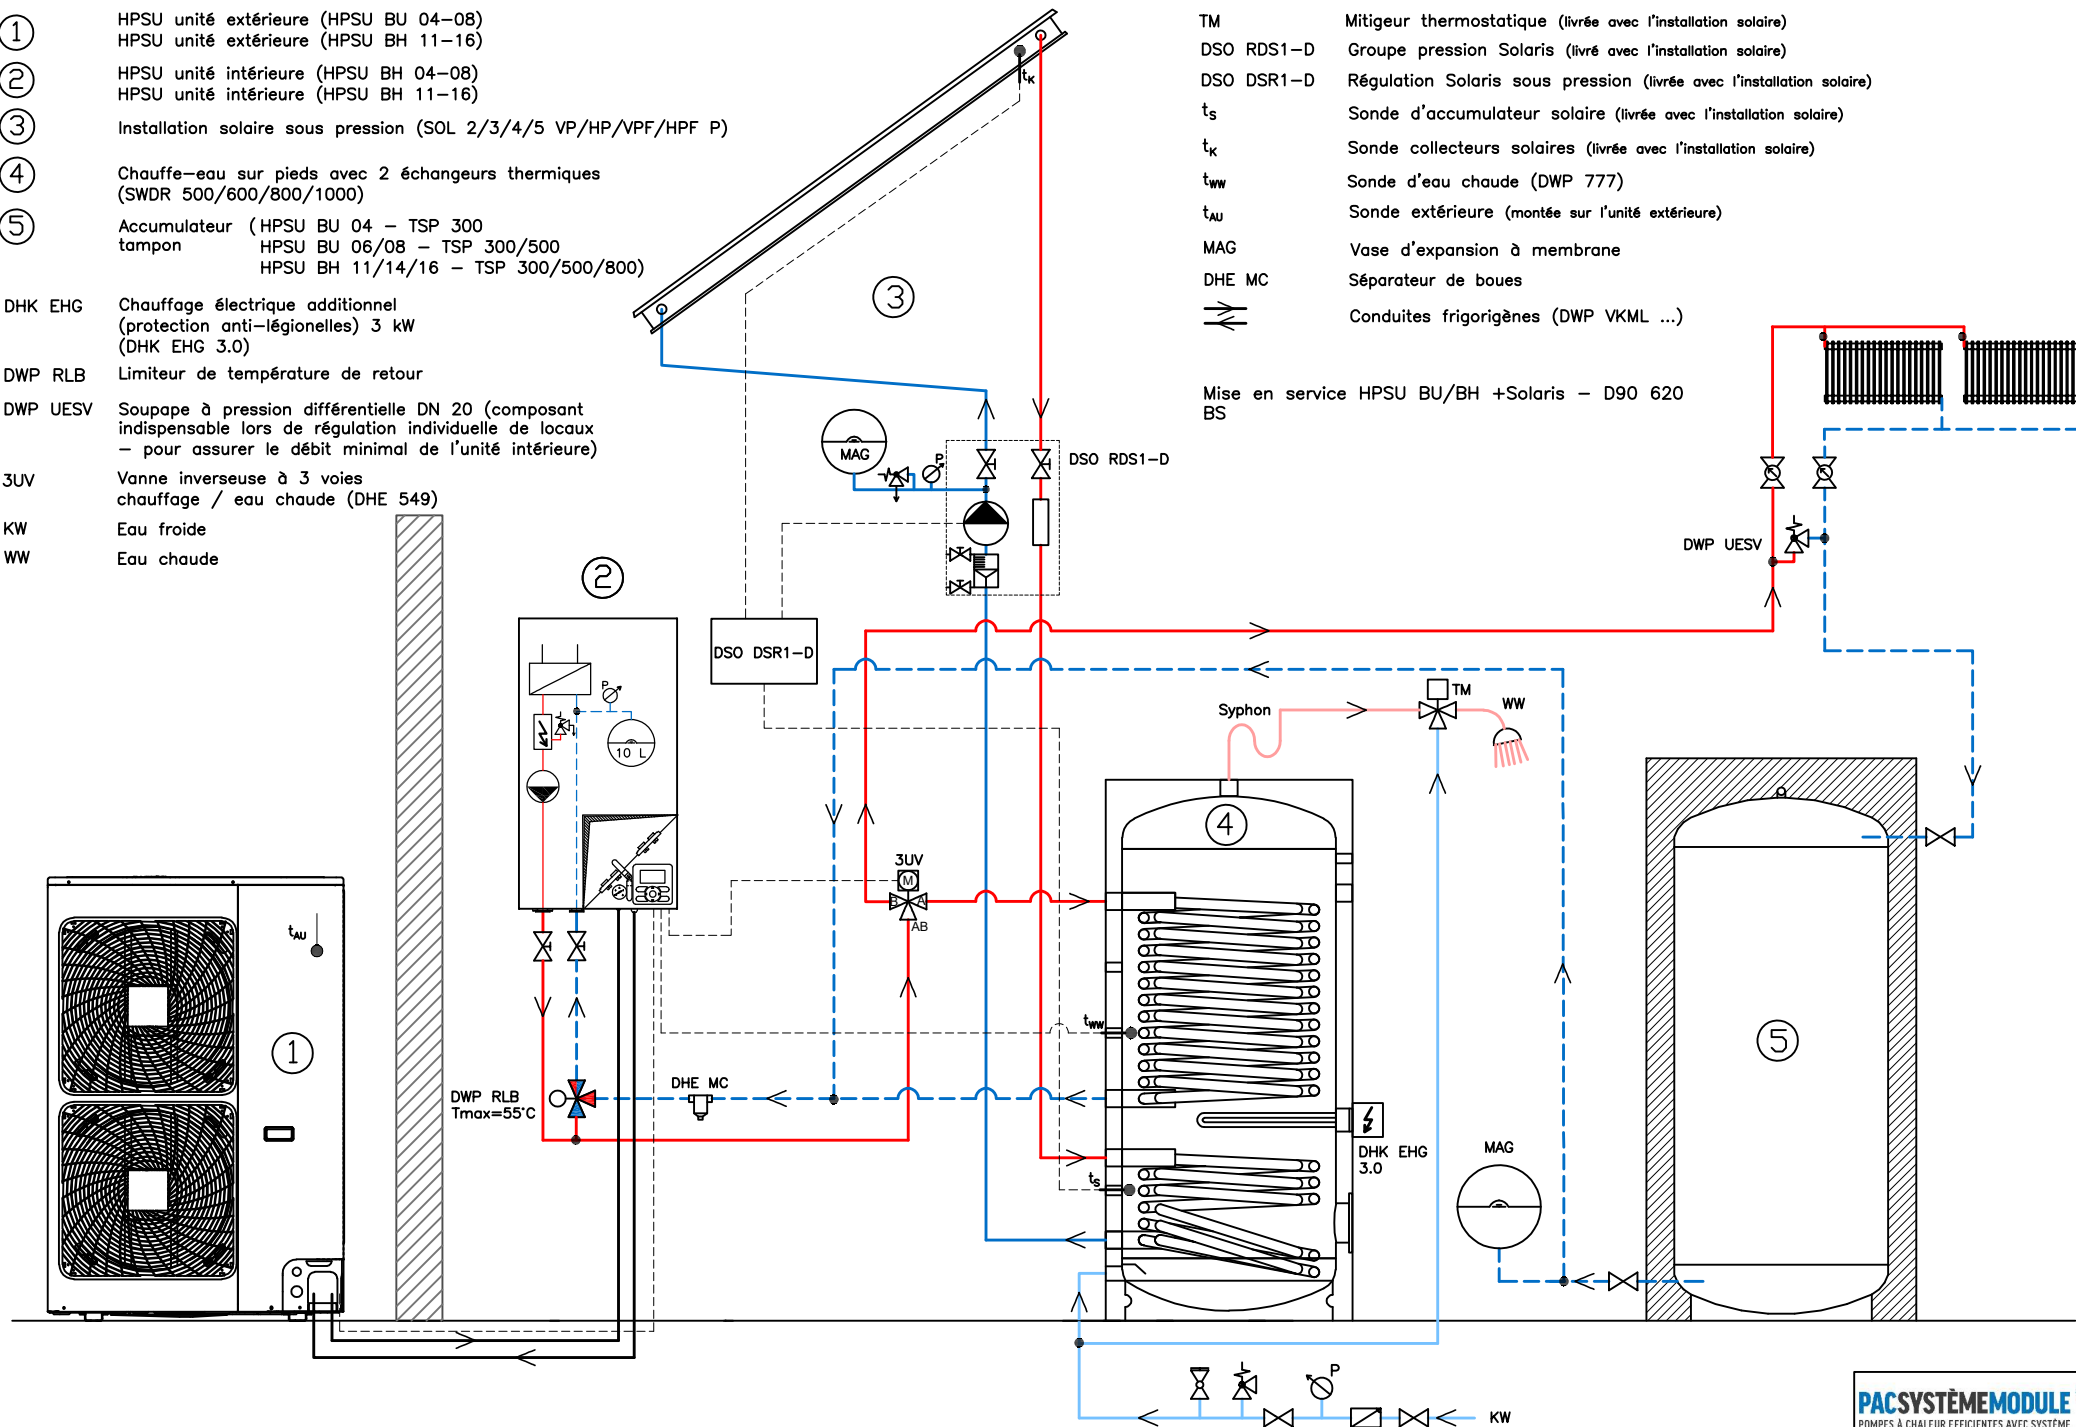 1 HPSU unité extérieure (HPSU BU 04-08)
HPSU unité extérieure (HPSU BH 11-16)
2 HPSU unité intérieure (HPSU BH 04-08)
HPSU unité intérieure (HPSU BH 11-16)
3 Installation solaire sous pression (SOL 2/3/4/5 VP/HP/VPF/HPF P)
4 Chauffe-eau sur pieds avec 2 échangeurs thermiques
(SWDR 500/600/800/1000)
5 Accumulateur (HPSU BU 04 - TSP 300
tampon HPSU BU 06/08 - TSP 300/500
HPSU BH 11/14/16 - TSP 300/500/800)
DHK EHG Chauffage électrique additionnel
(protection anti-légionelles) 3 kW
(DHK EHG 3.0)
DWP RLB Limiteur de température de retour
DWP UESV Soupape à pression différentielle DN 20 (composant
indispensable lors de régulation individuelle de locaux
- pour assurer le débit minimal de l'unité intérieure)
3UV Vanne inverseuse à 3 voies
chauffage / eau chaude (DHE 549)
KW Eau froide
WW Eau chaude
TM Mitigeur thermostatique (livrée avec l'installation solaire)
DSO RDS1-D Groupe pression Solaris (livré avec l'installation solaire)
DSO DSR1-D Régulation Solaris sous pression (livrée avec l'installation solaire)
tS Sonde d'accumulateur solaire (livrée avec l'installation solaire)
tK Sonde collecteurs solaires (livrée avec l'installation solaire)
tWW Sonde d'eau chaude (DWP 777)
tAU Sonde extérieure (montée sur l'unité extérieure)
MAG Vase d'expansion à membrane
DHE MC Séparateur de boues
Conduites frigorigènes (DWP VKML ...)
Mise en service HPSU BU/BH +Solaris - D90 620
BS
tK
3
MAG
P
DSO RDS1-D
DWP UESV
2
DSO DSR1-D
P
10 L
TM
Syphon
WW
4
3UV
M
B A
AB
tAU
1
tWW
5
DWP RLB
Tmax=55°C
DHE MC
DHK EHG
3.0
MAG
tS
P
KW
PACSYSTÈMEMODULE
POMPES À CHALEUR EFFICIENTES AVEC SYSTÈME